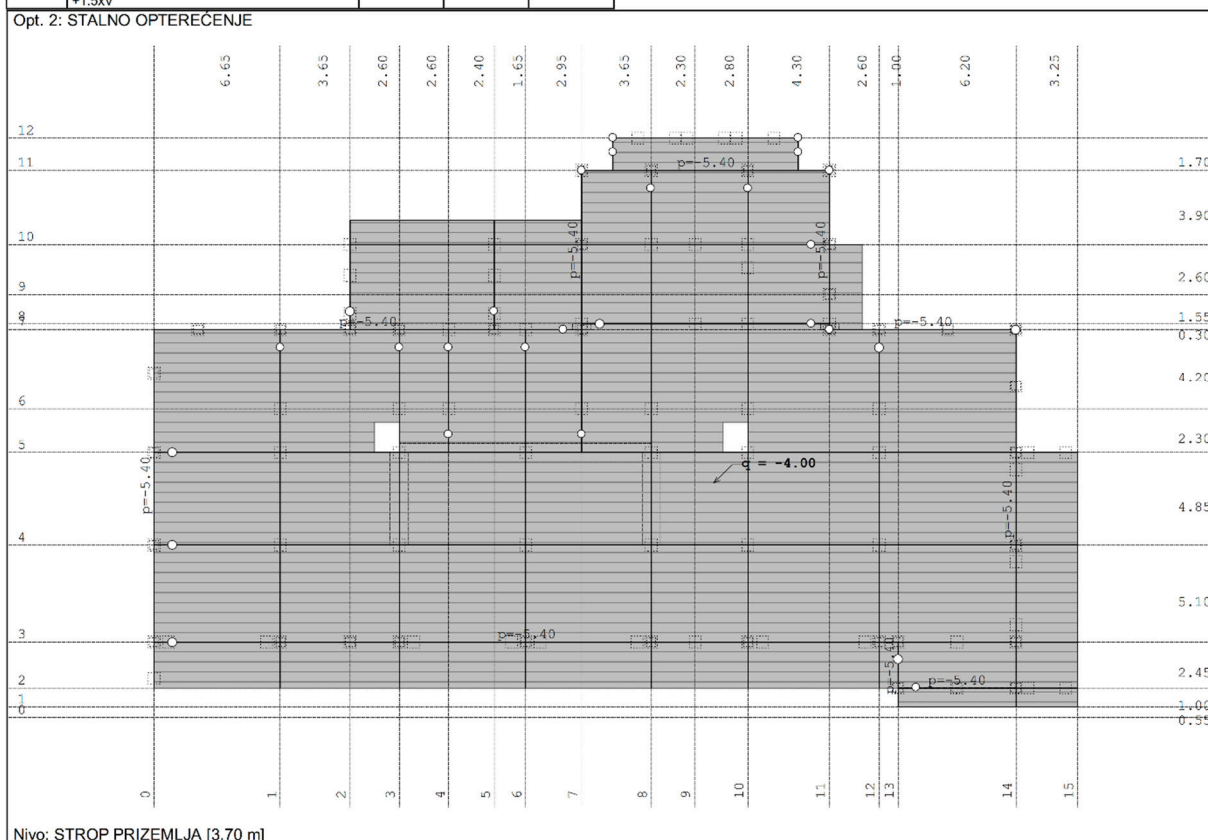 +1.5xV
Opt. 2: STALNO OPTEREĆENJE
6.65 3.65 2.60 2.60 2.40 1.65 2.95 3.65 2.30 2.80 4.30 2.60 1.00 6.20 3.25
12
11
1.70
p=-5.40
3.90
10
p=-5.40
p=-5.40
2.60
9
8
1.55
p=-5.40
p=-5.40
0.30
4.20
6
2.30
5
q = -4.00
p=-5.40
p=-5.40
4.85
4
5.10
3
p=-5.40
p=-5.40
2.45
2
p=-5.40
1
1.00
0
0.55
0 1 2 3 4 5 6 7 8 9 10 11 12 13 14 15
Nivo: STROP PRIZEMLJA [3.70 m]